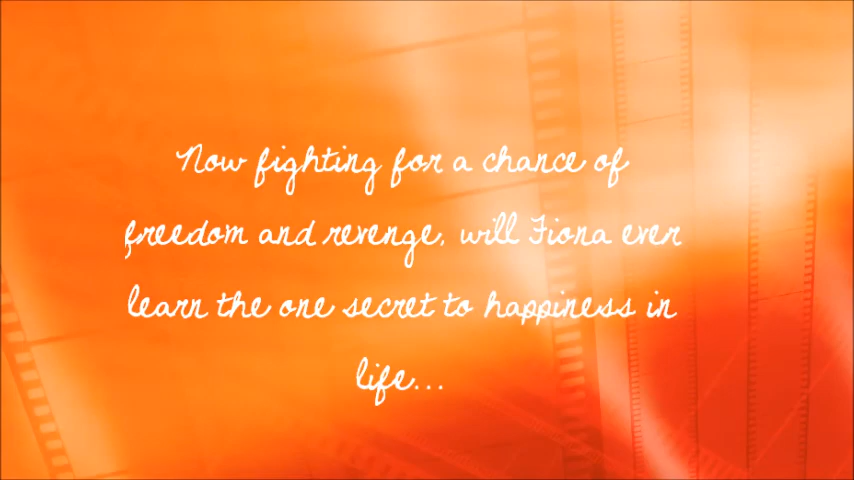 Now fighting for a chance of
freedom and revenge, will Fiona ever
learn the one secret to happiness in
life...